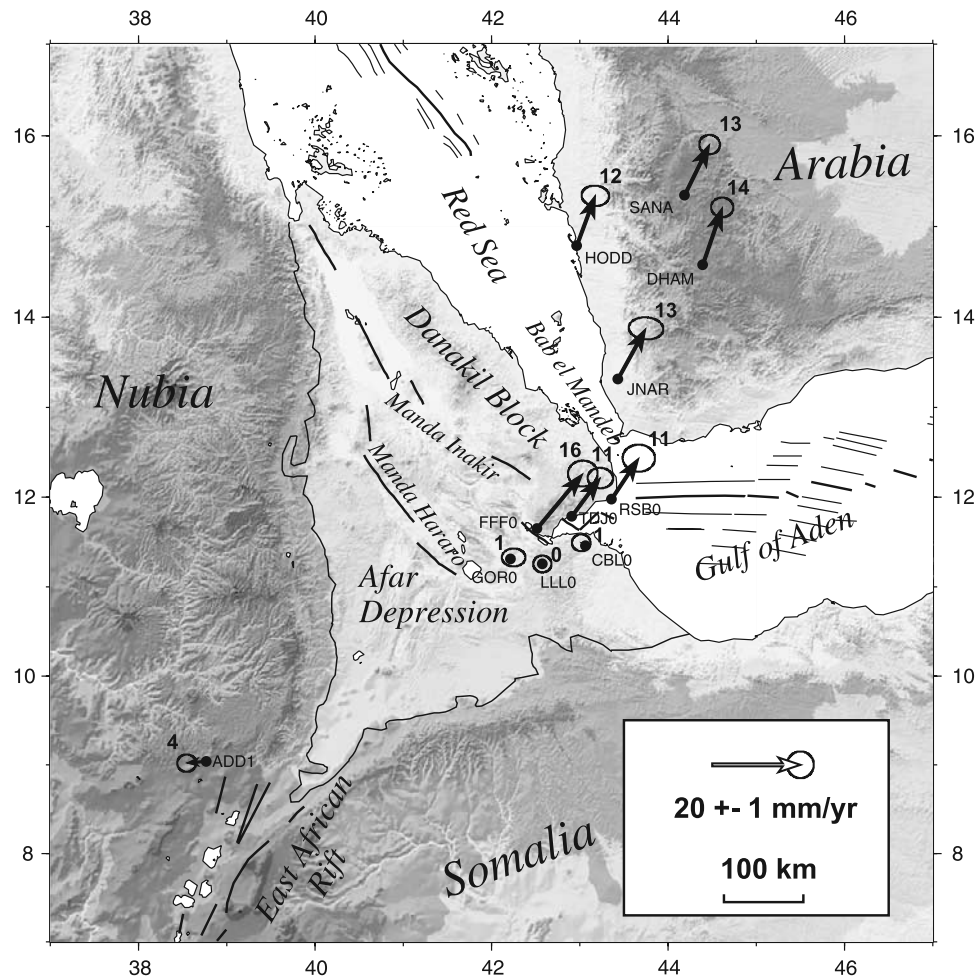 38 40 42 44 46
16 16
14 14
12 12
10 10
8 8
38 40 42 44 46
13
Arabia
12
14
SANA
Red Sea
HODD
DHAM
13
Danakil Block
Bab el Mandeb
Nubia
JNAR
Manda Inakir
11
16
11
Manda Hararo
RSB0
FFF0
TDJ0
Gulf of Aden
1
0
1
CBL0
GOR0
LLL0
Afar
Depression
4
ADD1
20 +- 1 mm/yr
East African
Rift
Somalia
100 km